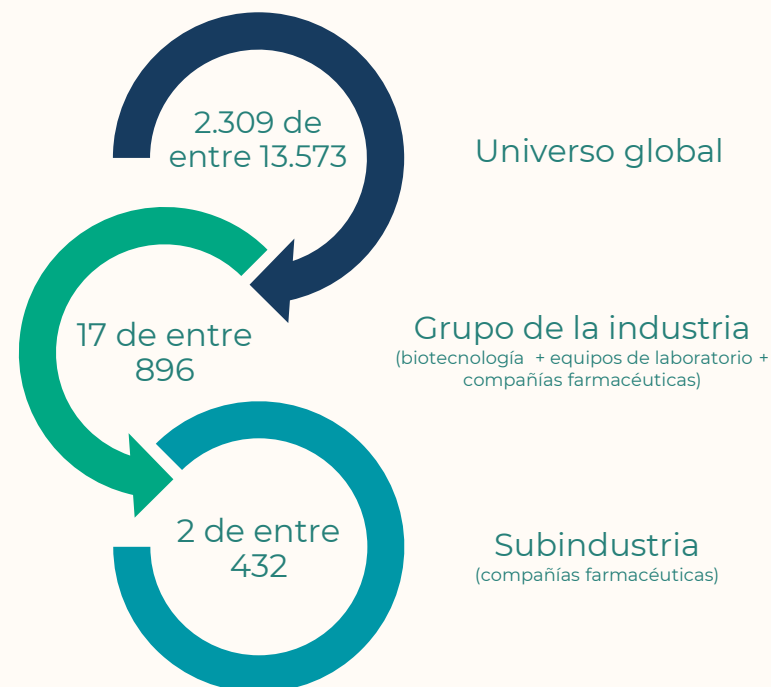 2.309 de
entre 13.573
Universo global
17 de entre
896
Grupo de la industria
(biotecnología + equipos de laboratorio +
compañías farmacéuticas)
2 de entre
432
Subindustria
(compañías farmacéuticas)